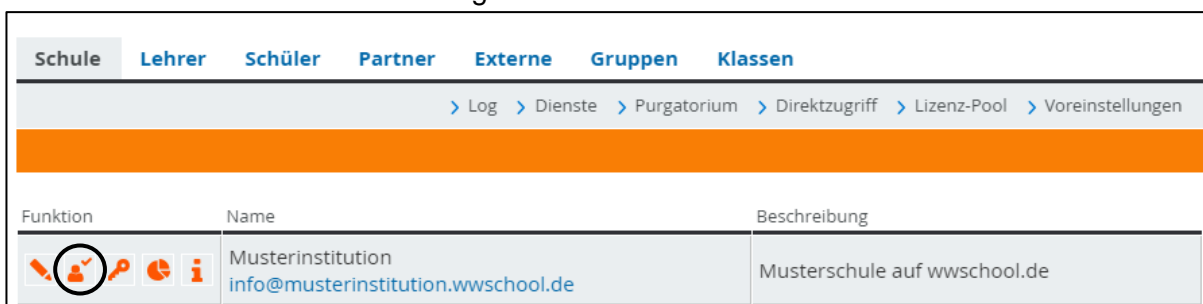 Schule Lehrer Schüler Partner Externe Gruppen Klassen
Log Dienste Purgatorium Direktzugriff Lizenz-Pool Voreinstellungen
Funktion Name Beschreibung
Musterinstitution
info@musterinstitution.wwschool.de
Musterschule auf wwschool.de